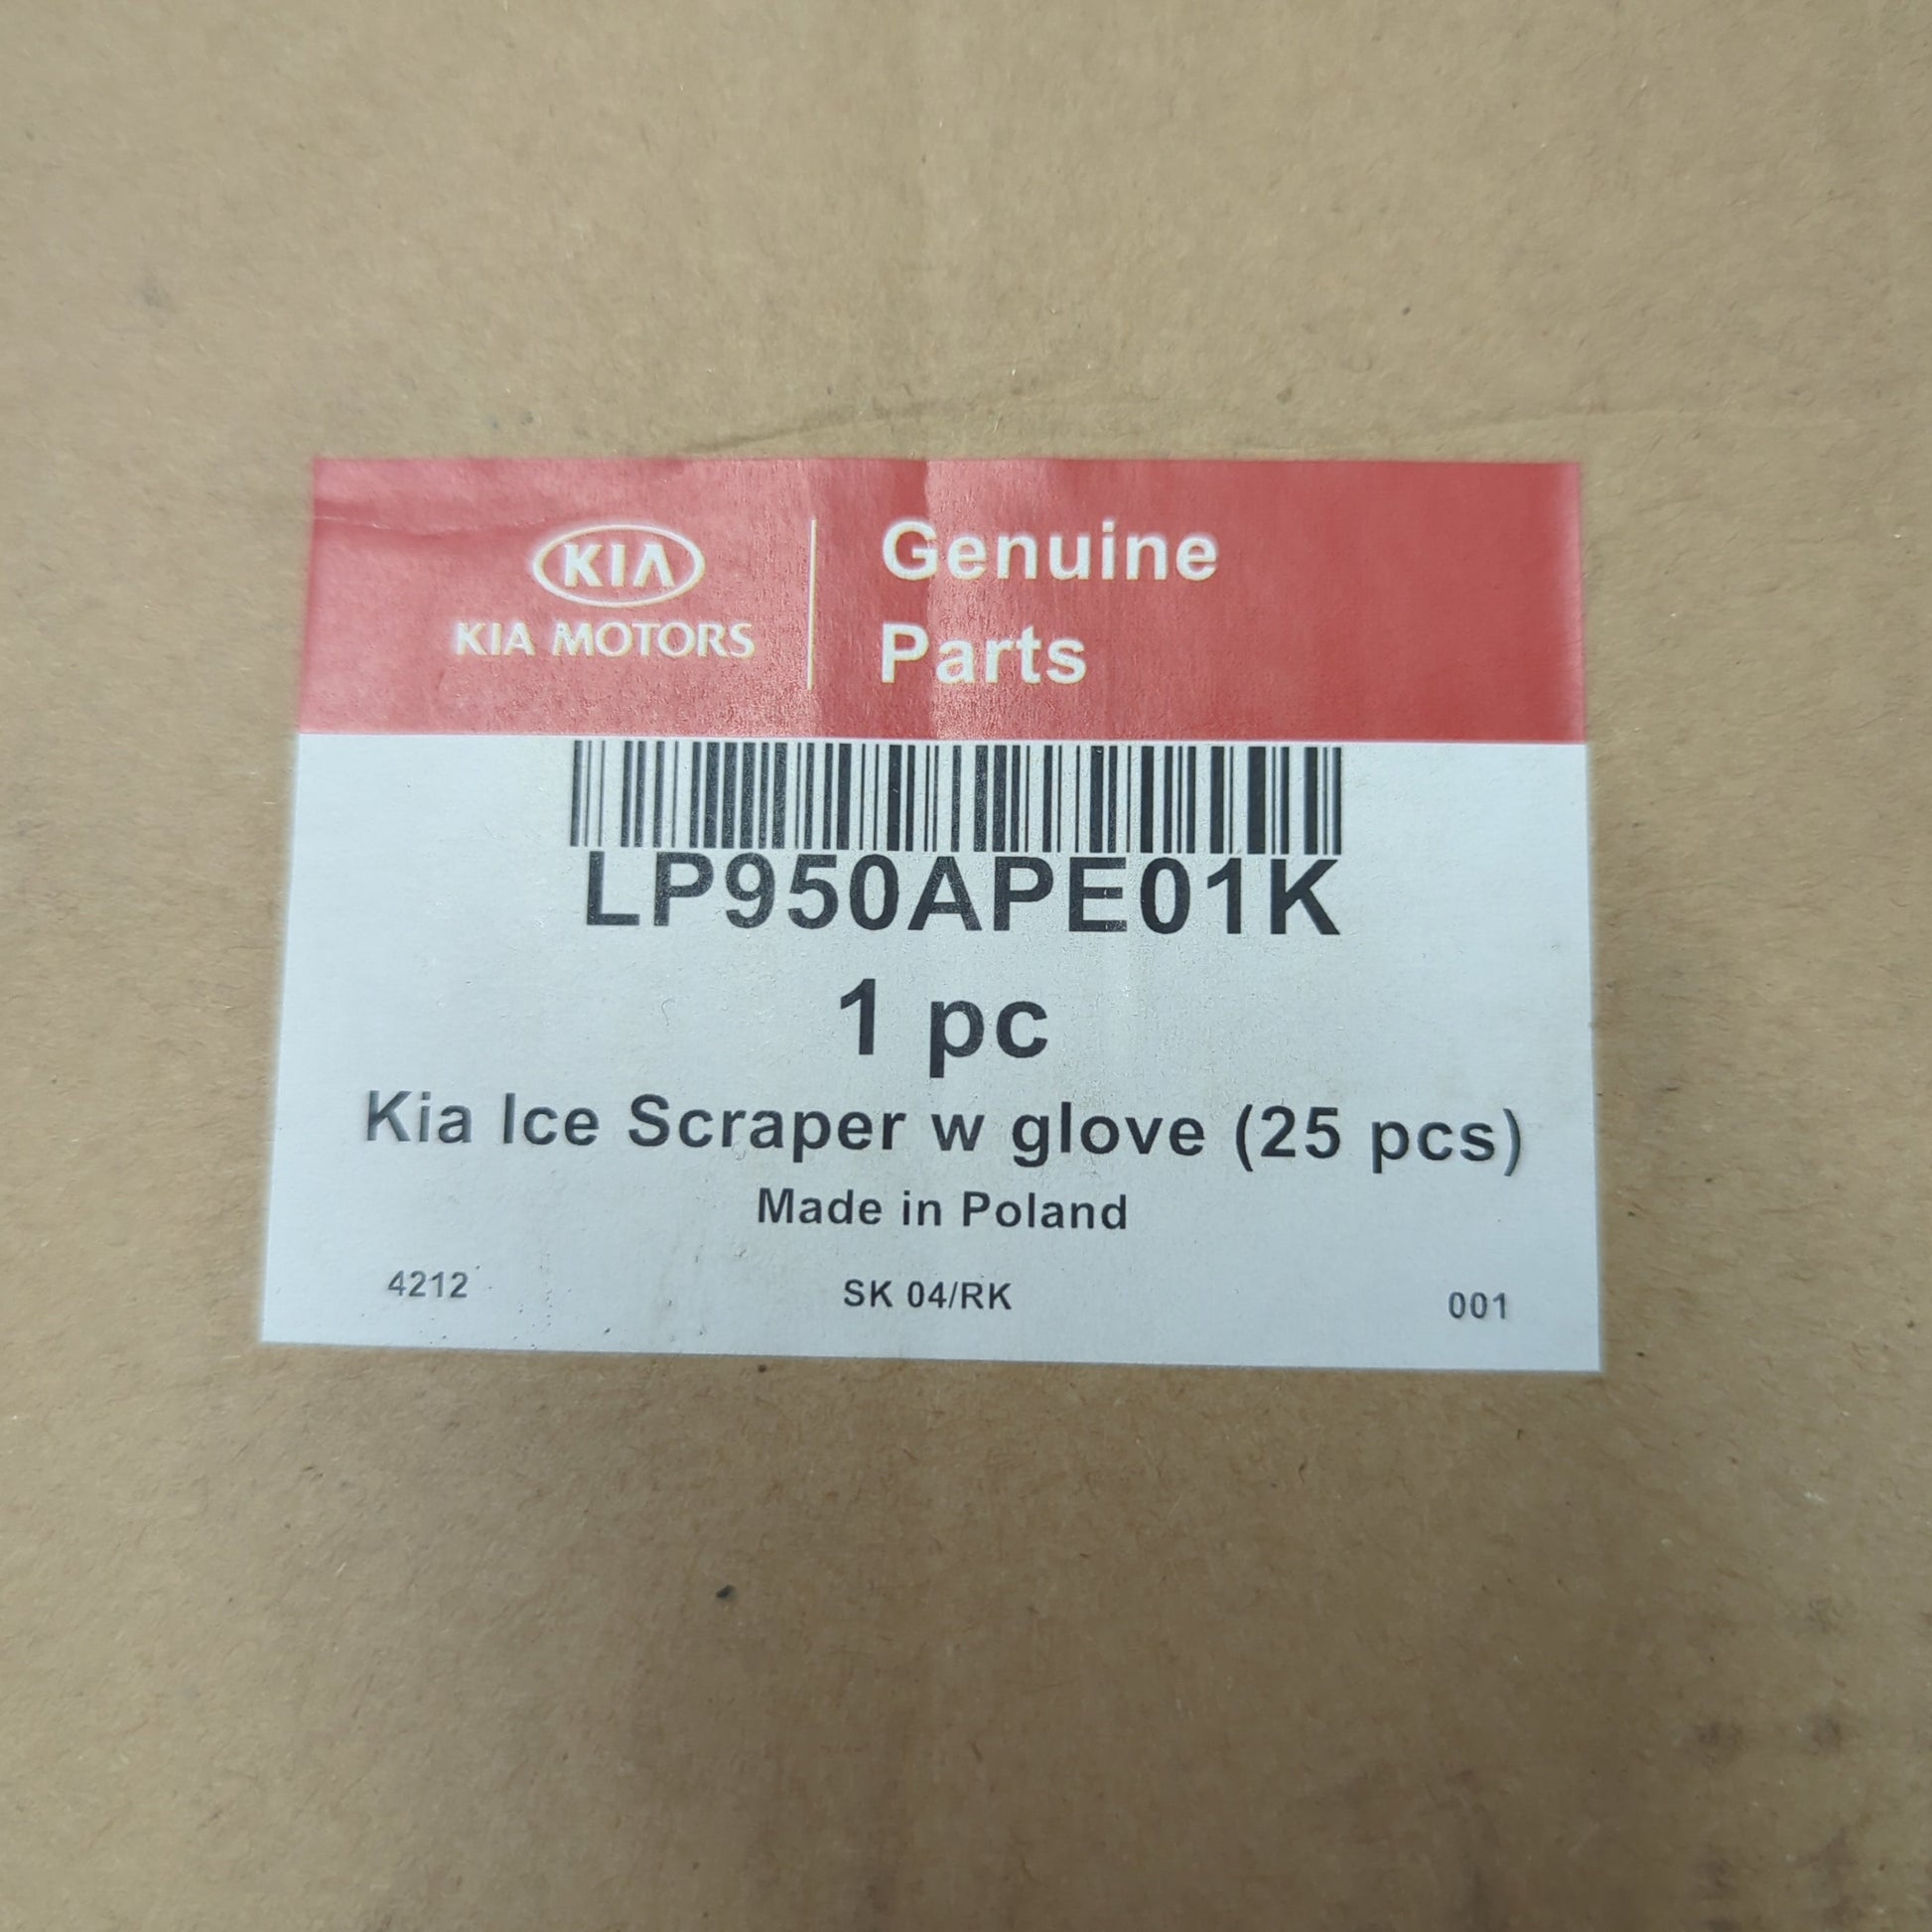 KIA
KIA MOTORS
Genuine
Parts
LP950APE01K
1 pc
Kia Ice Scraper w glove (25 pcs)
Made in Poland
4212 SK 04/RK 001